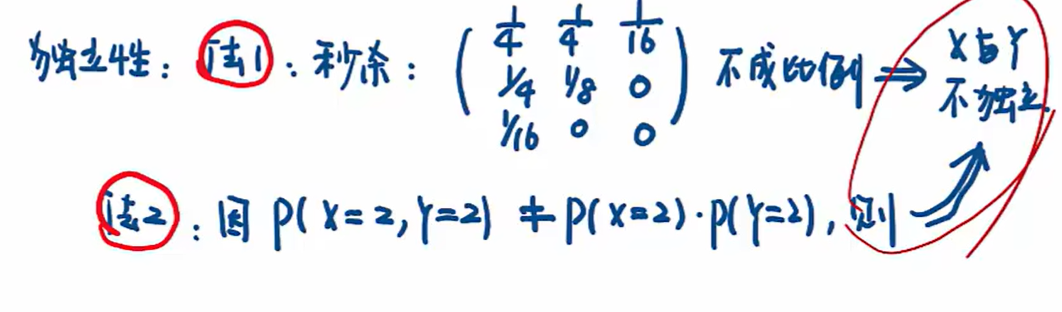 独立性: 法1: 秒杀: ( 1/4 1/4 1/16 不成比例 ⇒ X与Y
1/4 1/8 0 不独立.
1/16 0 0 )
法2: 因 P(X=2,Y=2) ≠ P(X=2)·P(Y=2), 则